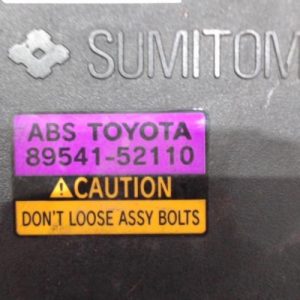 SUMITOM
ABS TOYOTA
89541-52110
⚠CAUTION
DON'T LOOSE ASSY BOLTS